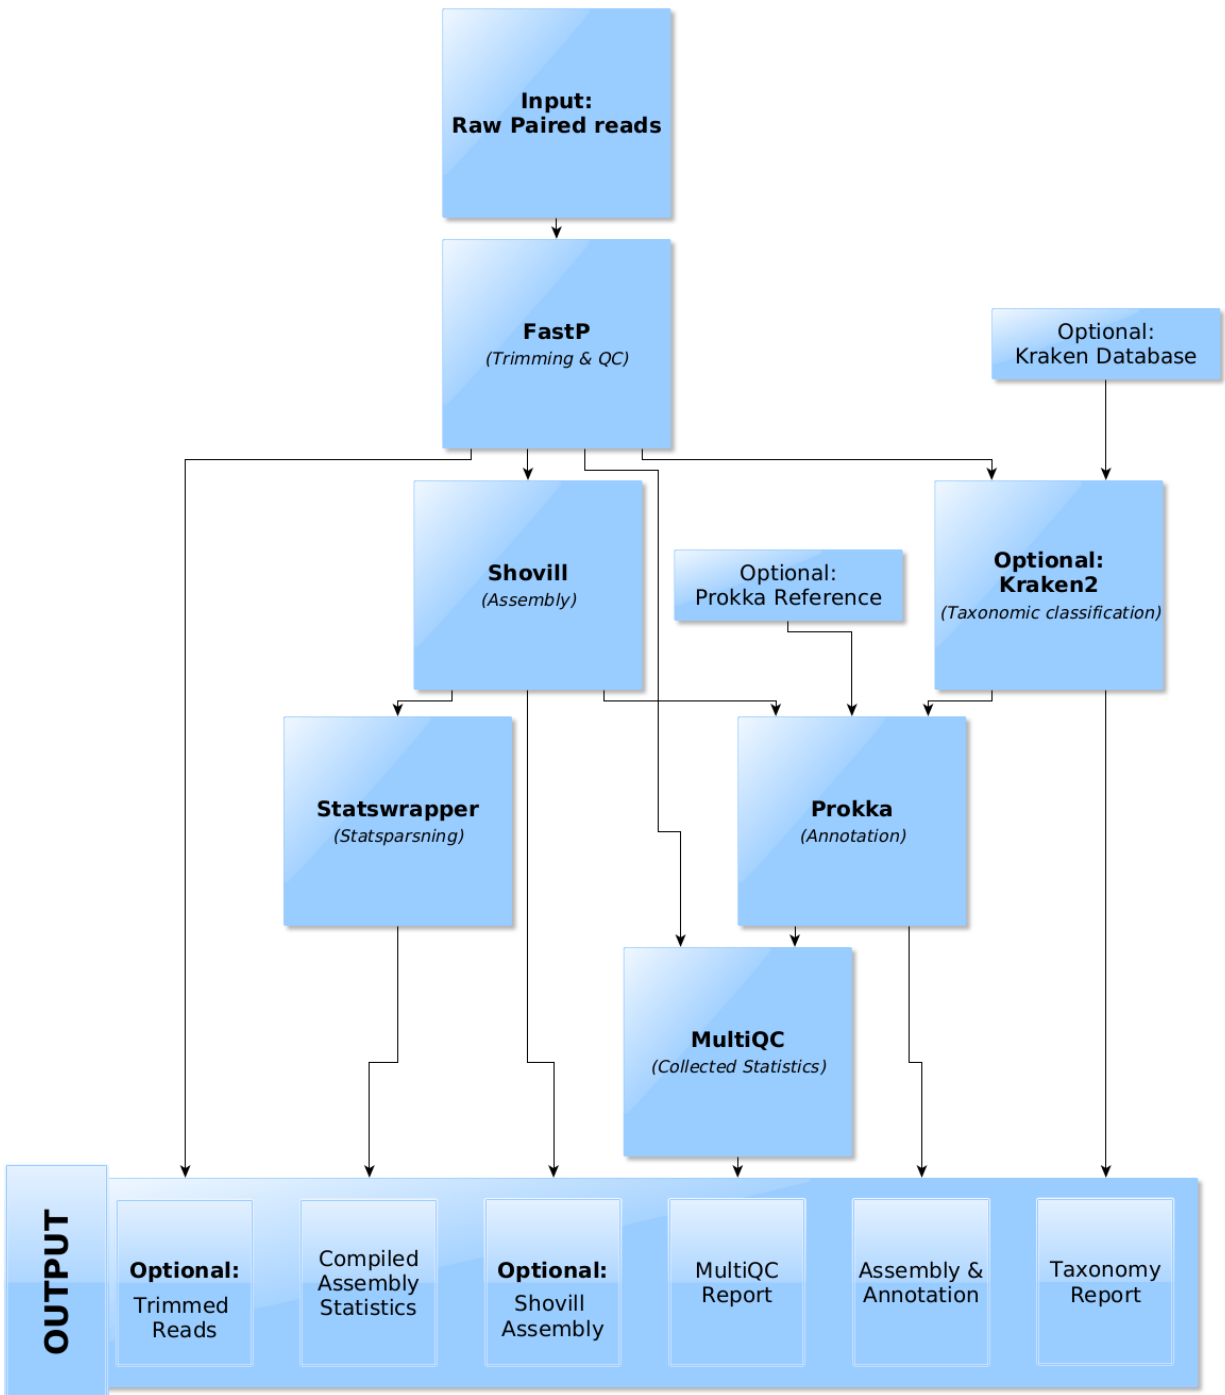 Input:
Raw Paired reads
FastP
(Trimming & QC)
Optional:
Kraken Database
Shovill
(Assembly)
Optional:
Prokka Reference
Optional:
Kraken2
(Taxonomic classification)
Statswrapper
(Statsparsning)
Prokka
(Annotation)
MultiQC
(Collected Statistics)
OUTPUT
Optional:
Trimmed
Reads
Compiled
Assembly
Statistics
Optional:
Shovill
Assembly
MultiQC
Report
Assembly &
Annotation
Taxonomy
Report